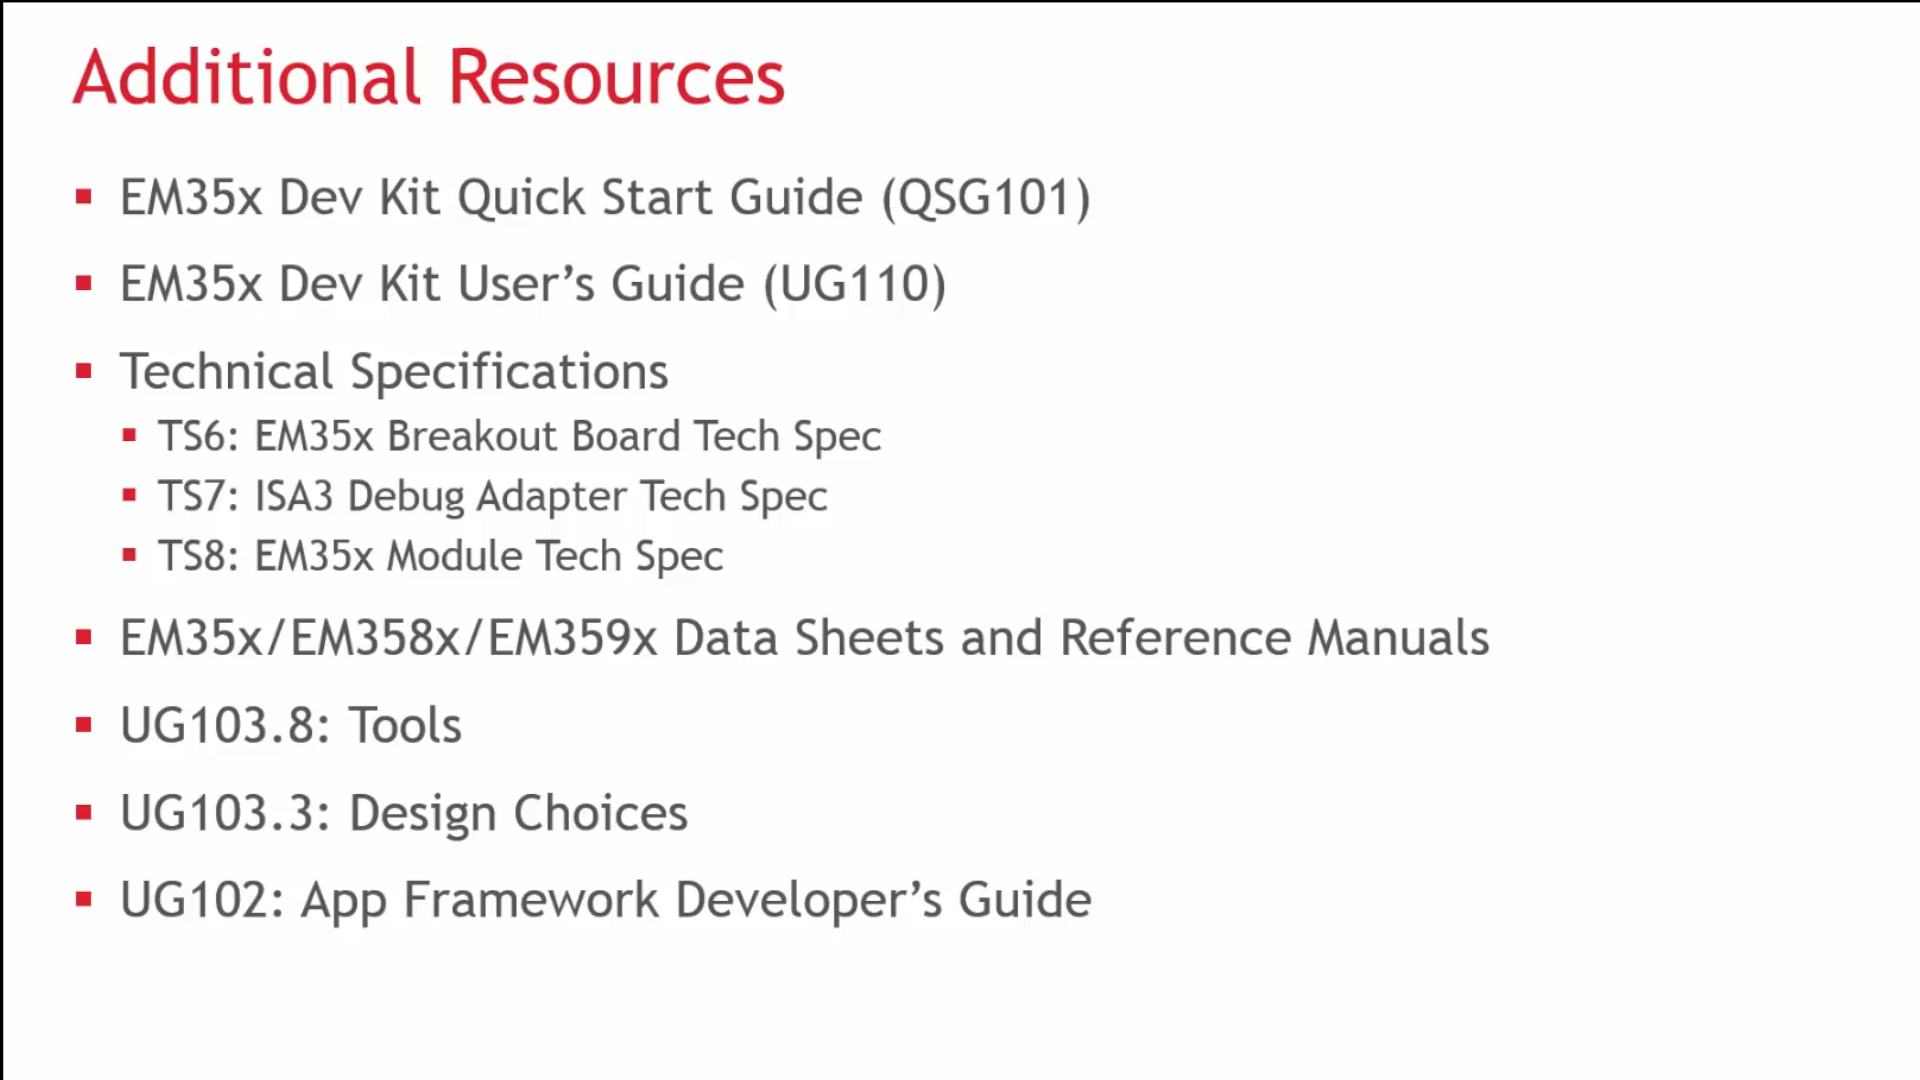 Additional Resources
EM35x Dev Kit Quick Start Guide (QSG101)
EM35x Dev Kit User’s Guide (UG110)
Technical Specifications
TS6: EM35x Breakout Board Tech Spec
TS7: ISA3 Debug Adapter Tech Spec
TS8: EM35x Module Tech Spec
EM35x/EM358x/EM359x Data Sheets and Reference Manuals
UG103.8: Tools
UG103.3: Design Choices
UG102: App Framework Developer’s Guide